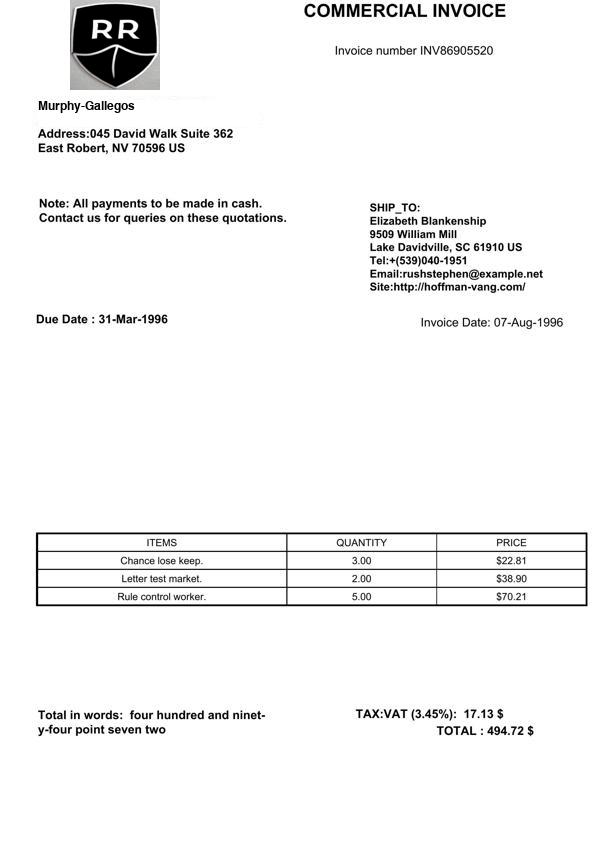 RR
COMMERCIAL INVOICE
Invoice number INV86905520
Murphy-Gallegos
Address:045 David Walk Suite 362
East Robert, NV 70596 US
Note: All payments to be made in cash.
Contact us for queries on these quotations.
SHIP_TO:
Elizabeth Blankenship
9509 William Mill
Lake Davidville, SC 61910 US
Tel:+(539)040-1951
Email:rushstephen@example.net
Site:http://hoffman-vang.com/
Due Date : 31-Mar-1996
Invoice Date: 07-Aug-1996
ITEMS QUANTITY PRICE
Chance lose keep. 3.00 $22.81
Letter test market. 2.00 $38.90
Rule control worker. 5.00 $70.21
Total in words: four hundred and ninet-
y-four point seven two
TAX:VAT (3.45%): 17.13 $
TOTAL : 494.72 $